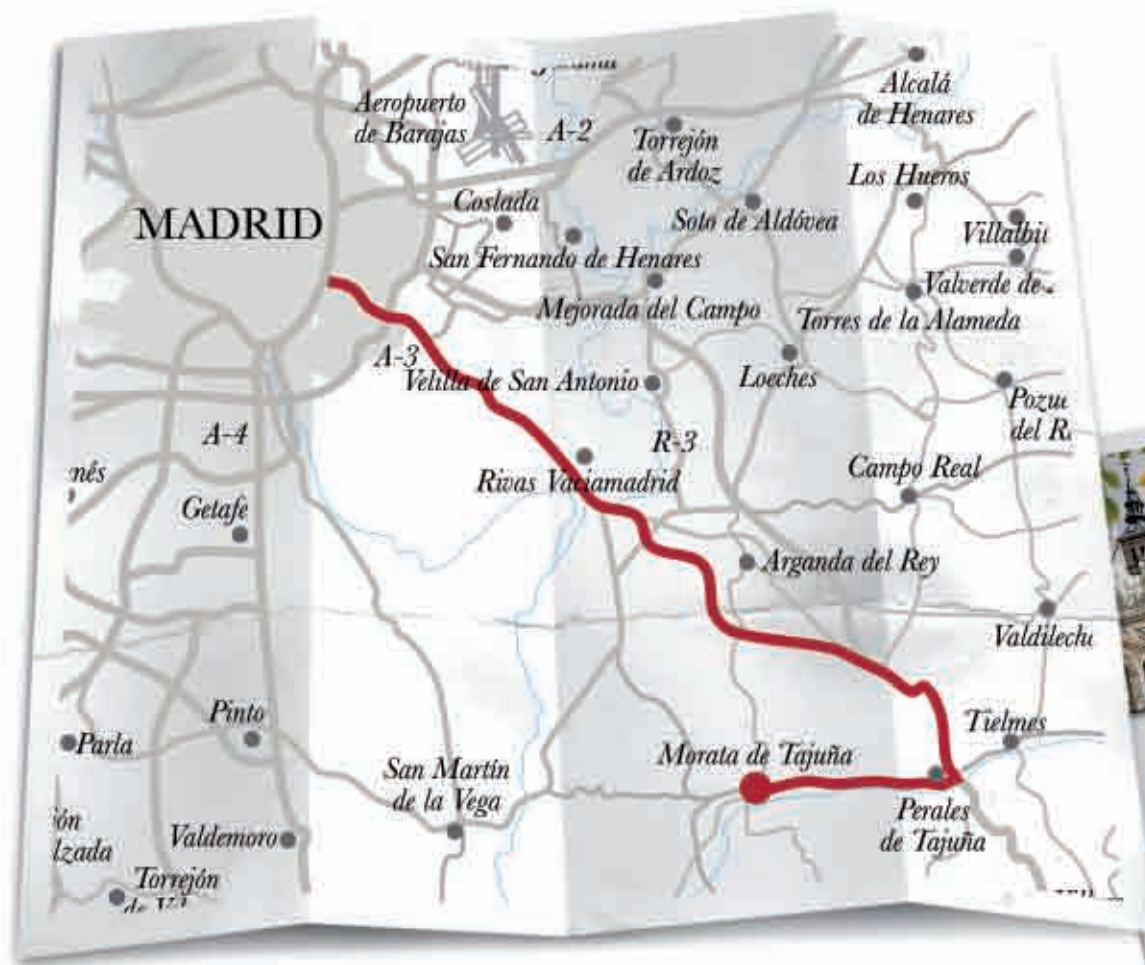 Aeropuerto
de Barajas
A-2
Torrejón
de Ardoz
Alcalá
de Henares
Los Hueros
Coslada
Soto de Aldóvea
MADRID
San Fernando de Henares
Valverde de
Mejorada del Campo
Torres de la Alameda
A-3
Velilla de San Antonio
Loeches
A-4
R-3
Rivas Vaciamadrid
Campo Real
Getafe
Arganda del Rey
Pinto
Parla
San Martín
de la Vega
Morata de Tajuña
Tielmes
Perales
de Tajuña
Valdemoro
Torrejón